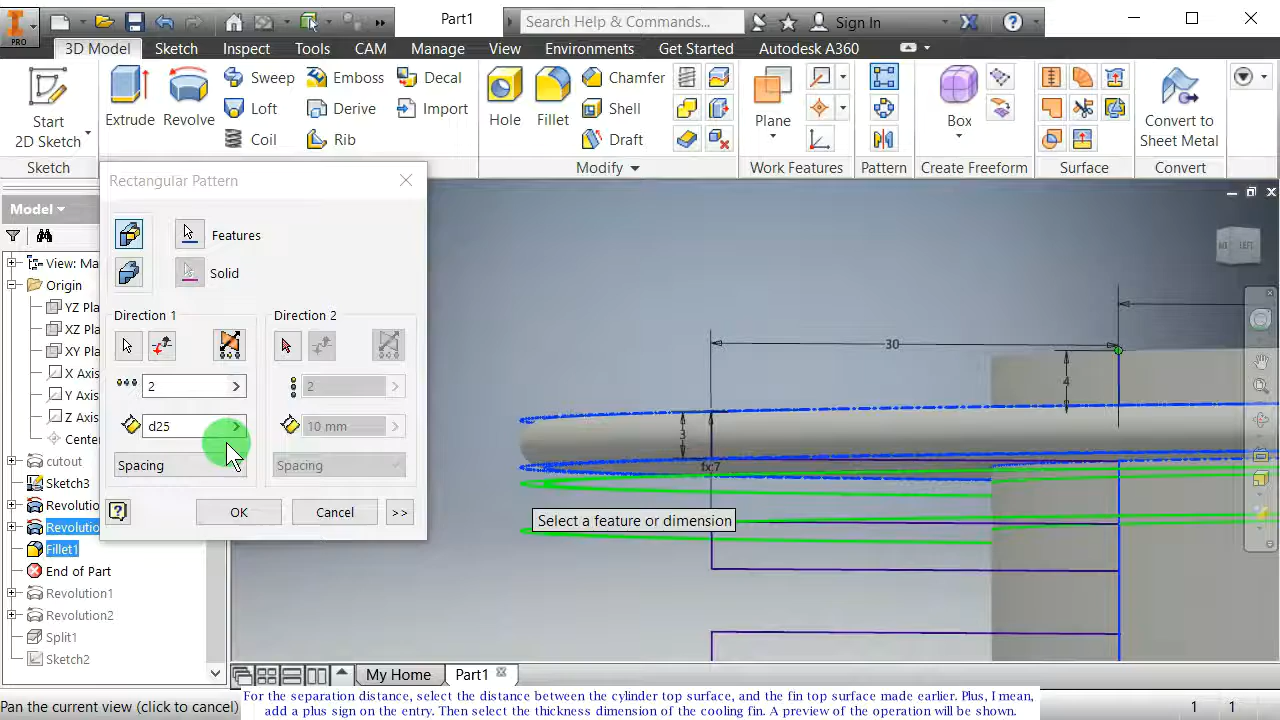 Part1
Search Help & Commands...
Sign In
PRO
3D Model
Sketch
Inspect
Tools
CAM
Manage
View
Environments
Get Started
Autodesk A360
Start
2D Sketch
Extrude
Revolve
Sweep
Loft
Coil
Emboss
Derive
Rib
Decal
Import
Hole
Fillet
Chamfer
Shell
Draft
Plane
Box
Convert to
Sheet Metal
Sketch
Modify
Work Features
Pattern
Create Freeform
Surface
Convert
Model
View: Ma
Origin
YZ Pla
XZ Pla
XY Pla
X Axis
Y Axis
Z Axis
Center
cutout
Sketch3
Revolutio
Revolutio
Fillet1
End of Part
Revolution1
Revolution2
Split1
Sketch2
Rectangular Pattern
Features
Solid
Direction 1
2
d25
Spacing
Direction 2
2
10 mm
Spacing
OK
Cancel
>>
LEFT
30
4
3
fx:7
Select a feature or dimension
My Home
Part1
Pan the current view (click to cancel)
1 1
For the separation distance, select the distance between the cylinder top surface, and the fin top surface made earlier. Plus, I mean,
add a plus sign on the entry. Then select the thickness dimension of the cooling fin. A preview of the operation will be shown.